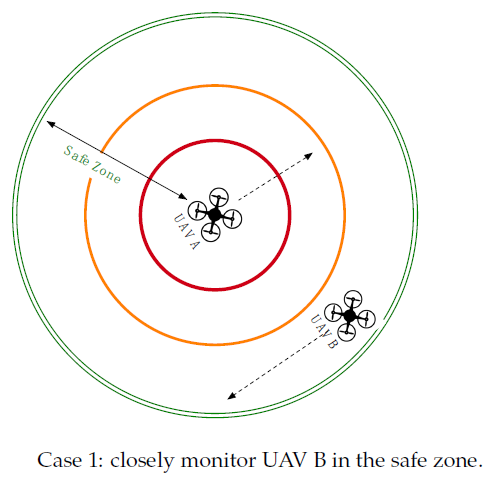 Safe Zone
UAV A
UAV B
Case 1: closely monitor UAV B in the safe zone.